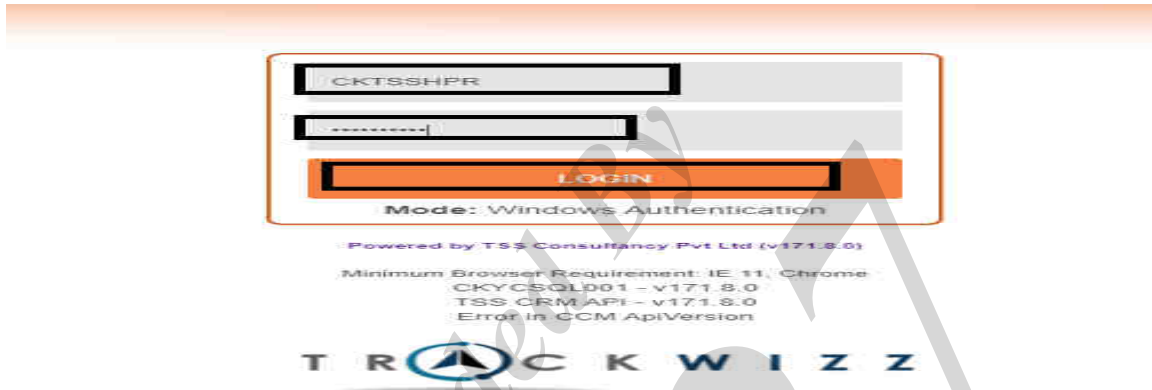 CKTSSHPR
••••••••••
LOGIN
Mode: Windows Authentication
Powered by TSS Consultancy Pvt Ltd (v171.8.0)
Minimum Browser Requirement: IE 11, Chrome
CKYCSQL001 - v171.8.0
TSS CRM API - v171.8.0
Error in CCM ApiVersion
TRACKWIZZ
By